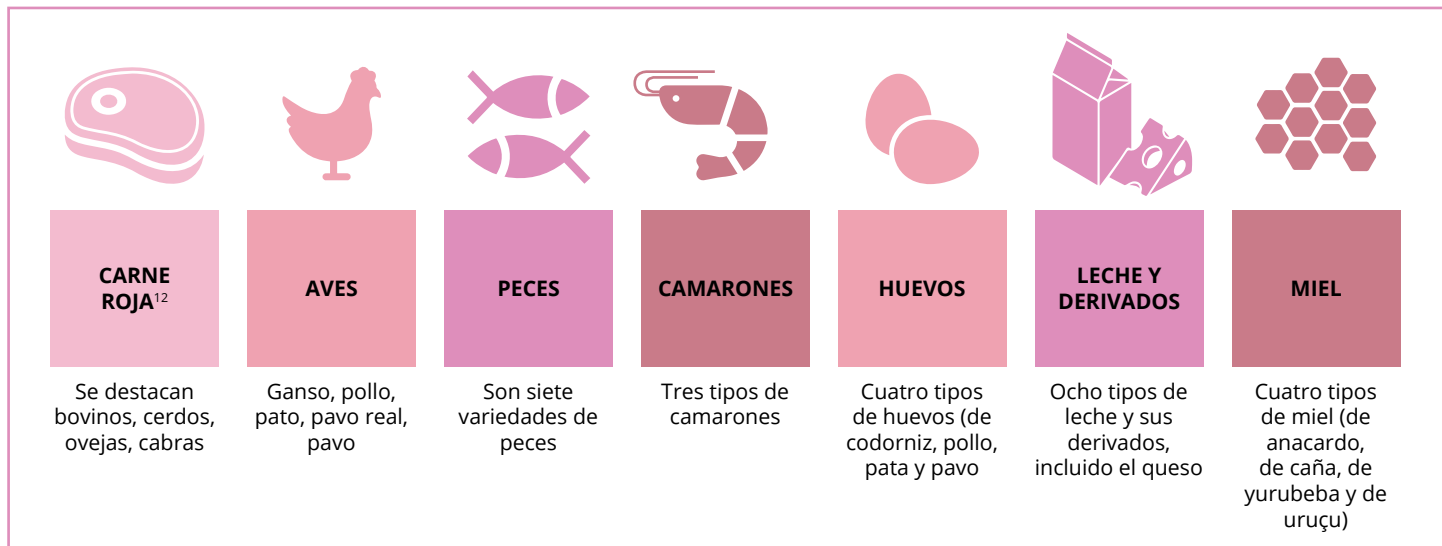 CARNE
ROJA12
Se destacan
bovinos, cerdos,
ovejas, cabras
AVES
Ganso, pollo,
pato, pavo real,
pavo
PECES
Son siete
variedades de
peces
CAMARONES
Tres tipos de
camarones
HUEVOS
Cuatro tipos
de huevos (de
codorniz, pollo,
pata y pavo
LECHE Y
DERIVADOS
Ocho tipos de
leche y sus
derivados,
incluido el queso
MIEL
Cuatro tipos
de miel (de
anacardo,
de caña, de
yurubeba y de
uruçu)